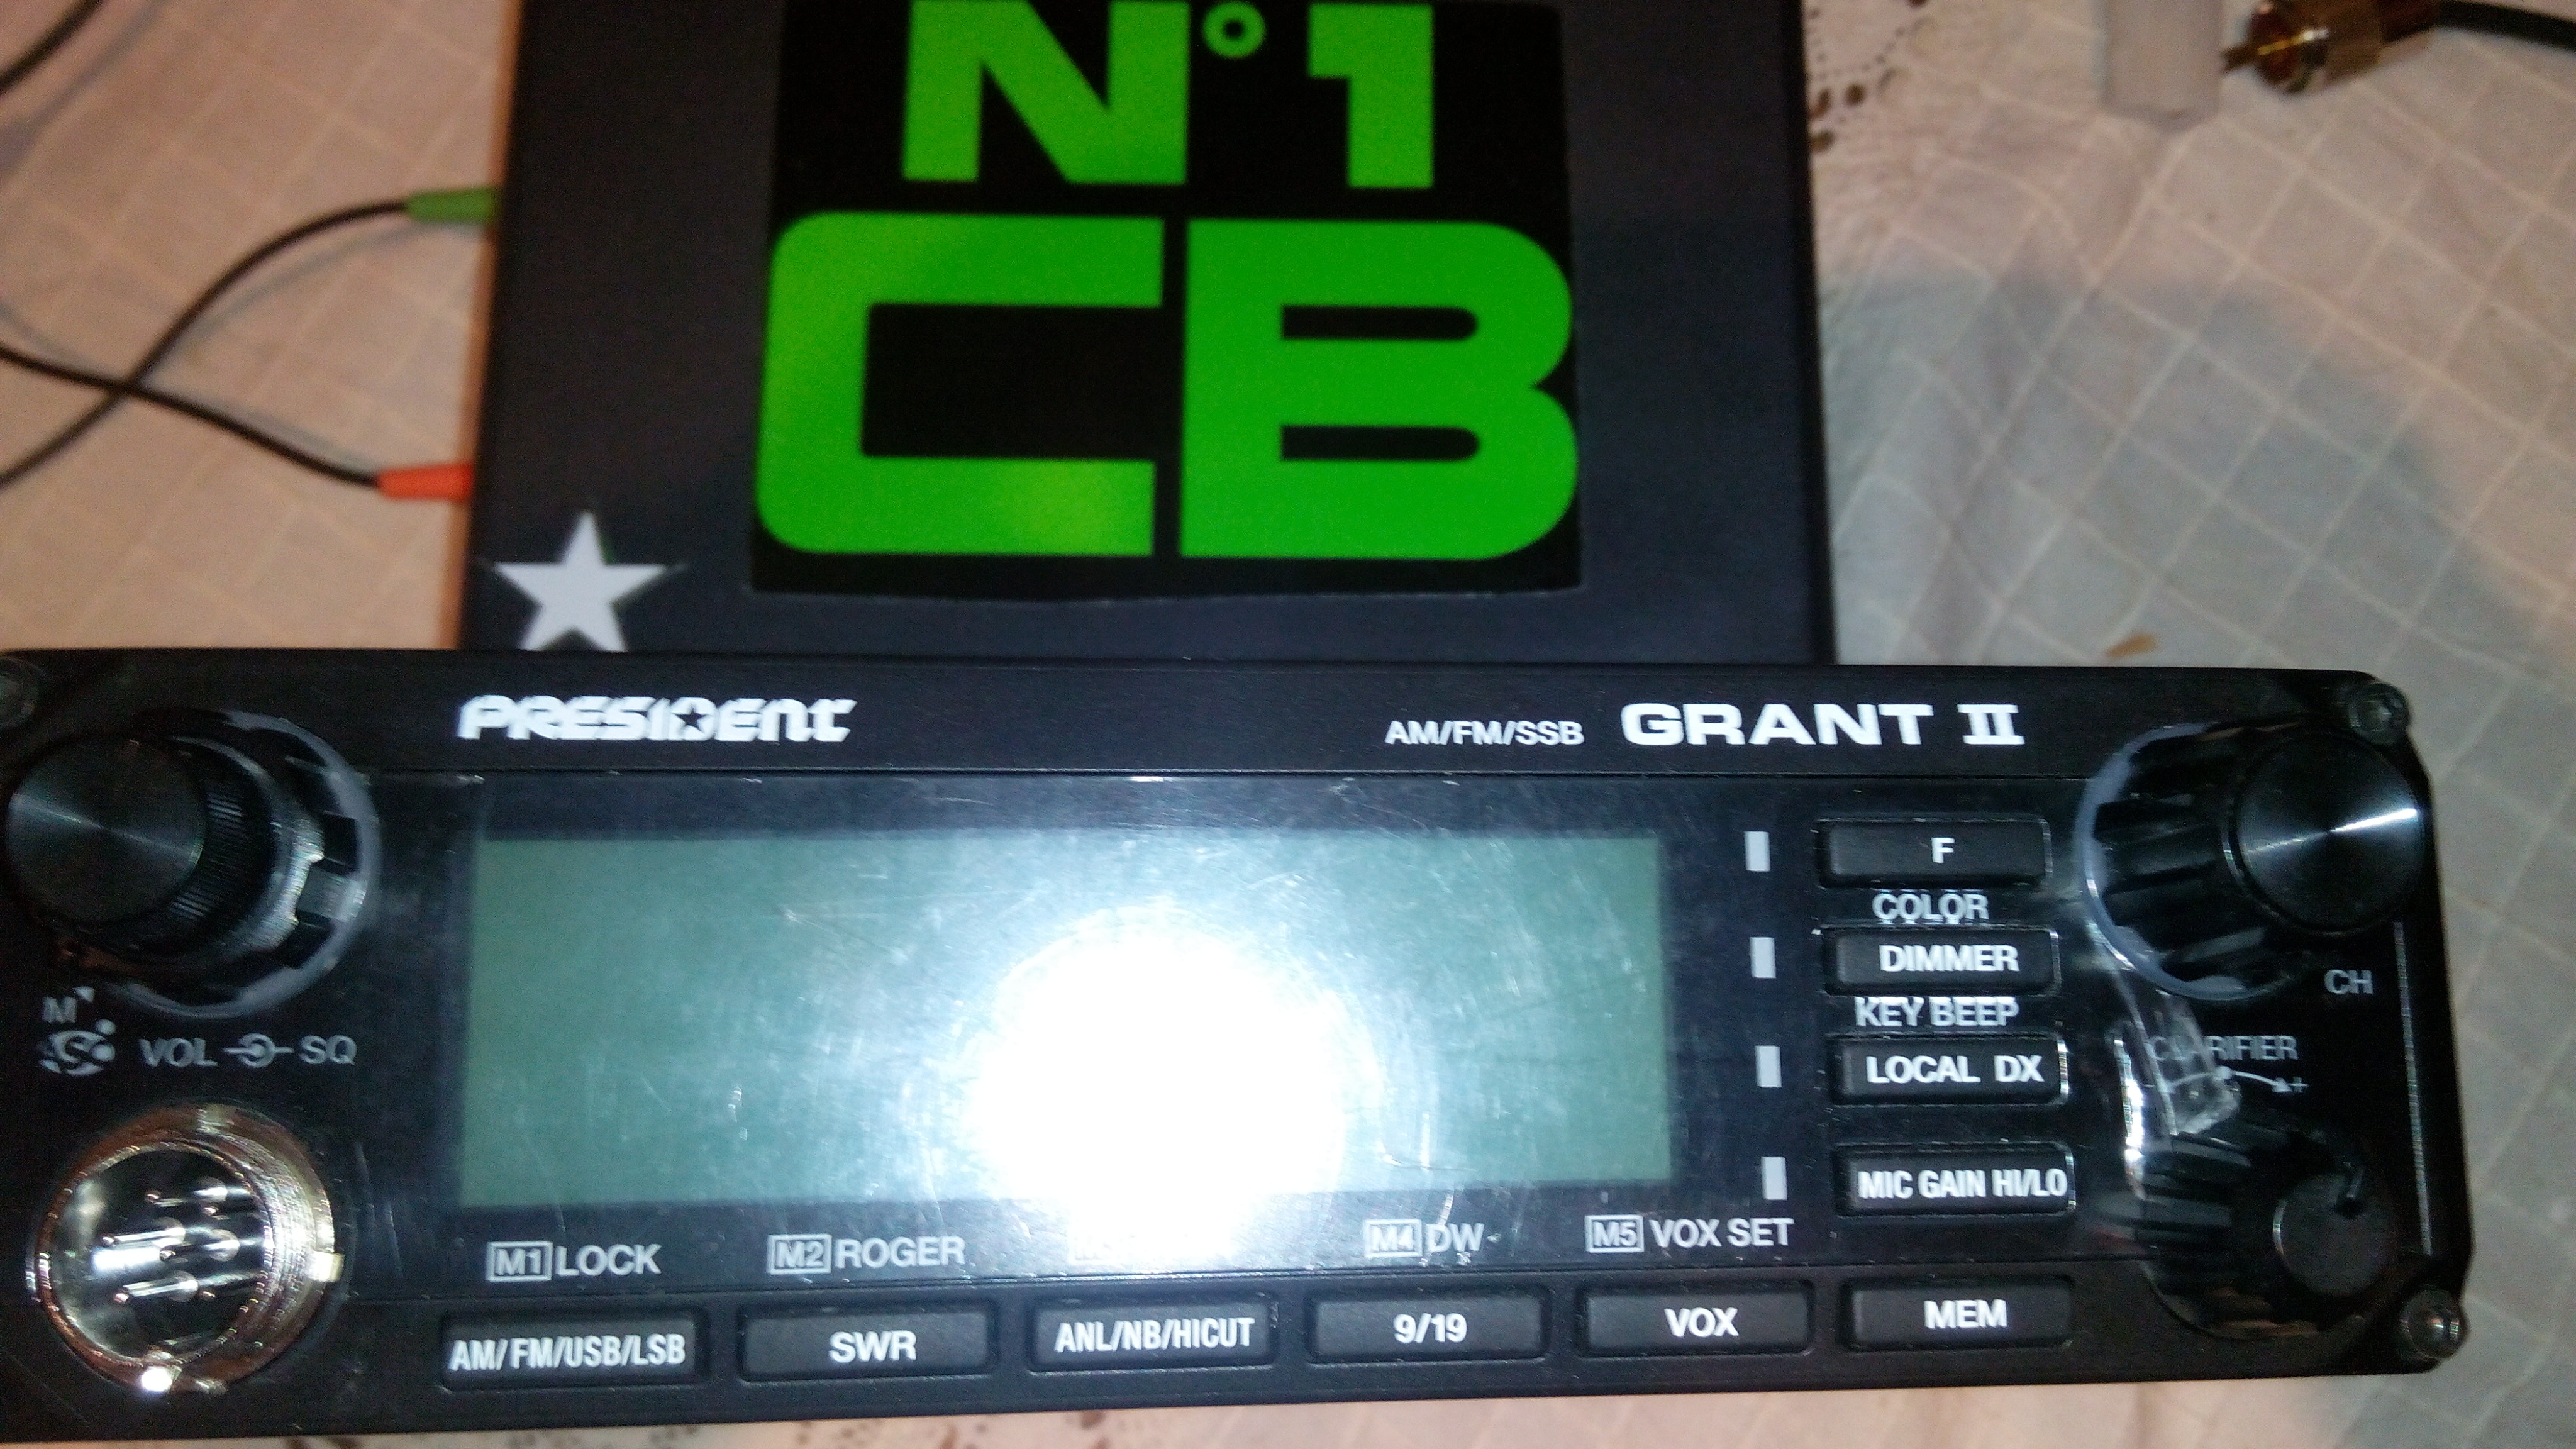 N°1
CB
PRESIDENT
AM/FM/SSB GRANT II
F
COLOR
DIMMER
KEY BEEP
LOCAL DX
MIC GAIN HI/LO
CH
CLARIFIER
+
M
VOL SQ
M1 LOCK
M2 ROGER
M4 DW
M5 VOX SET
AM/FM/USB/LSB
SWR
ANL/NB/HICUT
9/19
VOX
MEM